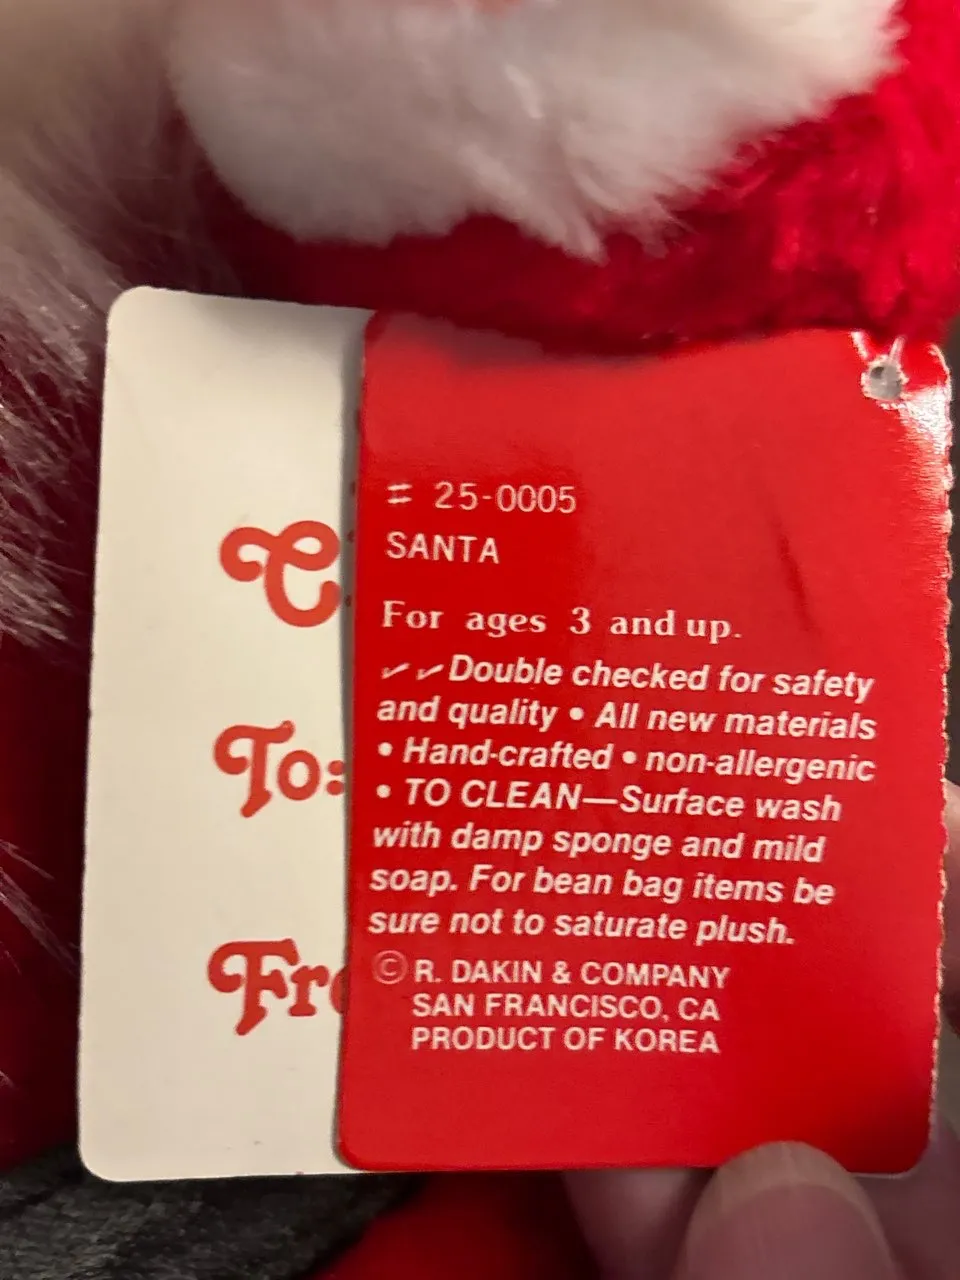 # 25-0005
SANTA
For ages 3 and up.
✓ ✓ Double checked for safety
and quality • All new materials
• Hand-crafted • non-allergenic
• TO CLEAN—Surface wash
with damp sponge and mild
soap. For bean bag items be
sure not to saturate plush.
© R. DAKIN & COMPANY
SAN FRANCISCO, CA
PRODUCT OF KOREA
To: